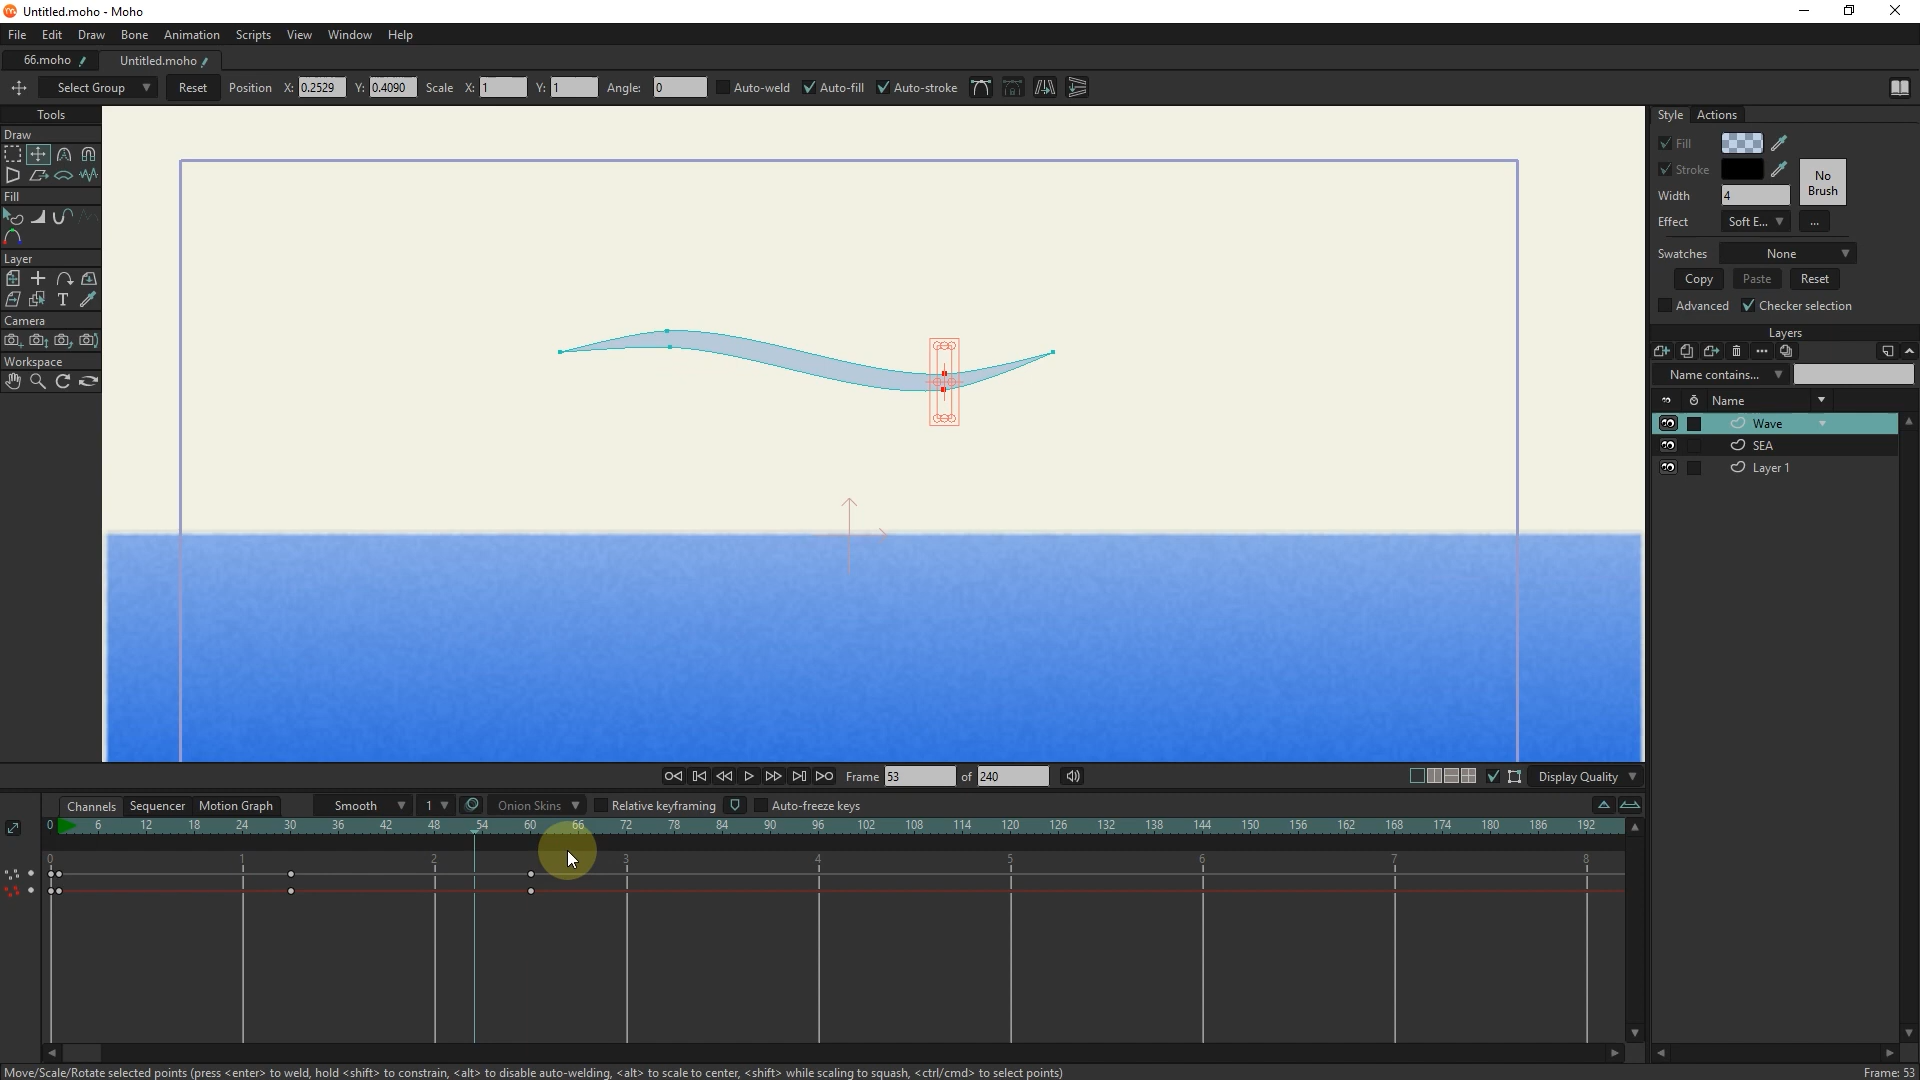 Untitled.moho - Moho
File Edit Draw Bone Animation Scripts View Window Help
66.moho Untitled.moho
Select Group Reset Position X: 0.2529 Y: 0.4090 Scale X: 1 Y: 1 Angle: 0 Auto-weld Auto-fill Auto-stroke
Tools
Draw
Fill
Layer
Camera
Workspace
Style Actions
Fill
Stroke
No
Brush
Width 4
Effect Soft E... ...
Swatches None
Copy Paste Reset
Advanced Checker selection
Layers
Name contains...
Name
Wave
SEA
Layer 1
Frame 53 of 240 Display Quality
Channels Sequencer Motion Graph Smooth 1 Onion Skins Relative keyframing Auto-freeze keys
0 6 12 18 24 30 36 42 48 54 60 66 72 78 84 90 96 102 108 114 120 126 132 138 144 150 156 162 168 174 180 186 192
0 1 2 3 4 5 6 7 8
Move/Scale/Rotate selected points (press <enter> to weld, hold <shift> to constrain, <alt> to disable auto-welding, <alt> to scale to center, <shift> while scaling to squash, <ctrl/cmd> to select points) Frame: 53